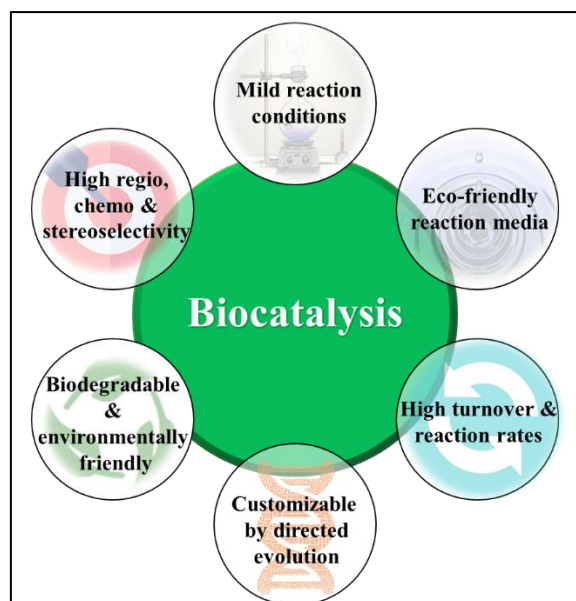 Mild reaction
conditions
High regio,
chemo &
stereoselectivity
Eco-friendly
reaction media
Biocatalysis
Biodegradable
&
environmentally
friendly
High turnover &
reaction rates
Customizable
by directed
evolution